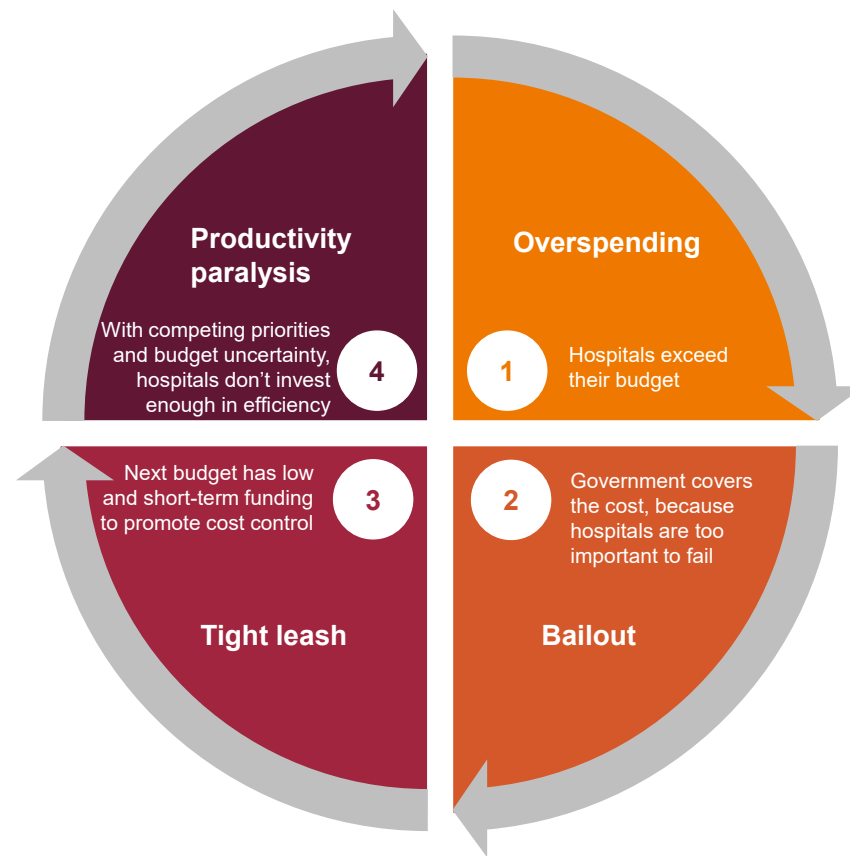 Overspending
1
Hospitals exceed
their budget
2
Government covers
the cost, because
hospitals are too
important to fail
Bailout
3
Next budget has low
and short-term funding
to promote cost control
Tight leash
Productivity
paralysis
4
With competing priorities
and budget uncertainty,
hospitals don’t invest
enough in efficiency